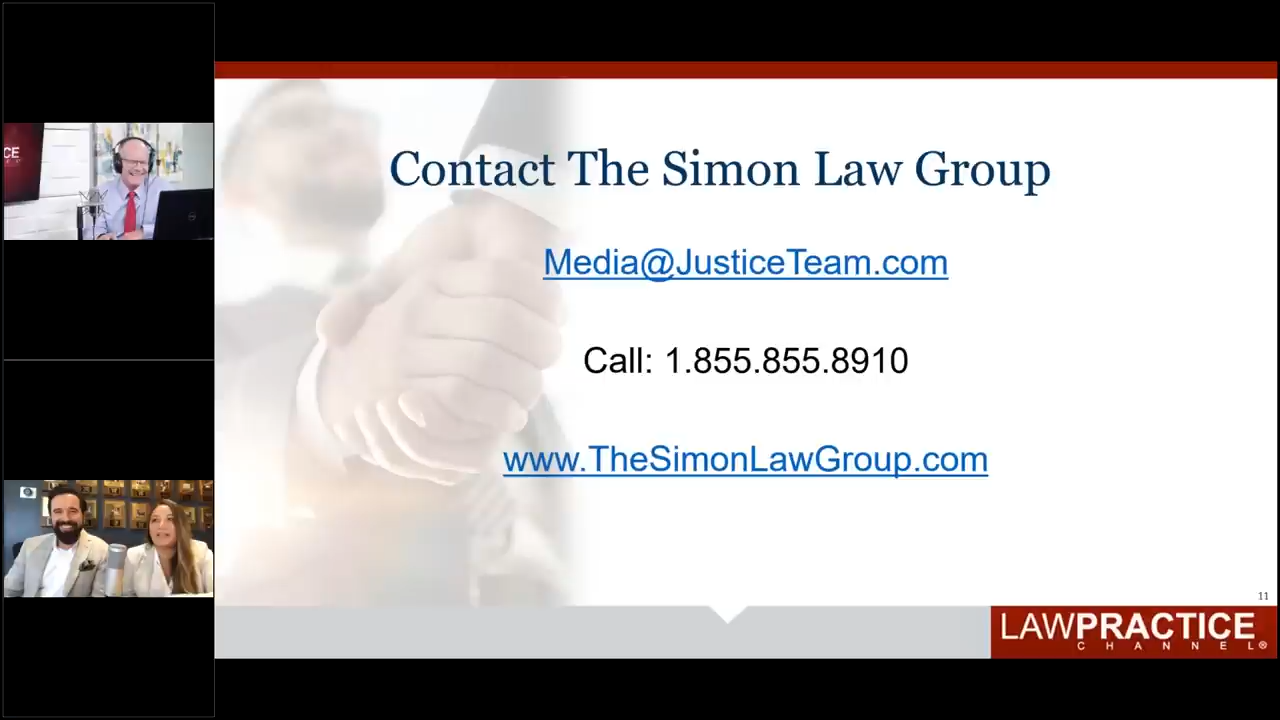 CE
Contact The Simon Law Group
Media@JusticeTeam.com
Call: 1.855.855.8910
www.TheSimonLawGroup.com
11
LAWPRACTICE
CHANNEL®